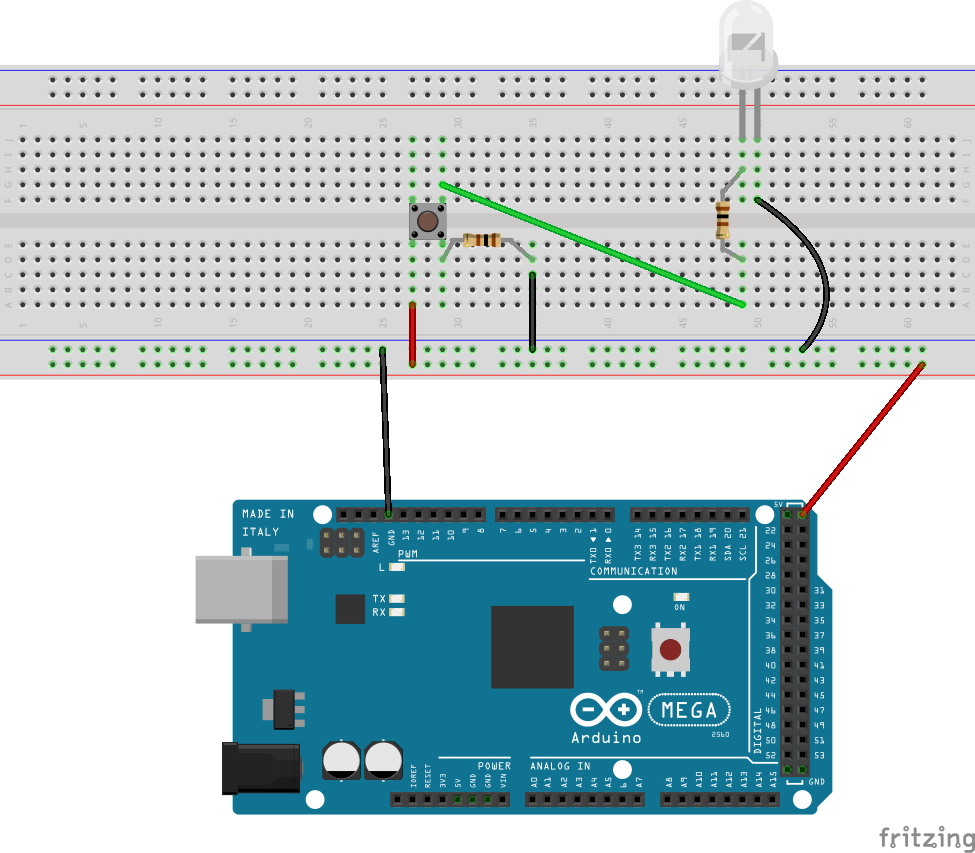 1 5 10 15 20 25 30 35 40 45 50 55 60
J J
I I
H H
G G
F F
E E
D D
C C
B B
A A
1 5 10 15 20 25 30 35 40 45 50 55 60
MADE IN
ITALY
AREF GND 13 12 11 10 9 8 7 6 5 4 3 2 TX0 ◄ 1 RX0 ► 0 TX3 14 RX3 15 TX2 16 RX2 17 TX1 18 RX1 19 SDA 20 SCL 21
PWM
COMMUNICATION
L
TX
RX
ON
5V
22
24
26
28
30 31
32 33
34 35
36 37
38 39
40 41
42 43
44 45
46 47
48 49
50 51
52 53
GND
DIGITAL
TM
MEGA
2560
Arduino
POWER ANALOG IN
IOREF RESET 3V3 5V GND GND VIN A0 A1 A2 A3 A4 A5 6 A7 A8 A9 A10 A11 A12 A13 A14 A15
fritzing